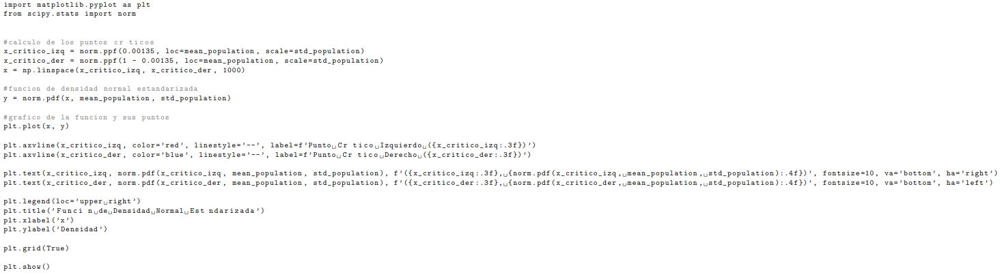 import matplotlib.pyplot as plt
from scipy.stats import norm
#calculo de los puntos cr ticos
x_critico_izq = norm.ppf(0.00135, loc=mean_population, scale=std_population)
x_critico_der = norm.ppf(1 - 0.00135, loc=mean_population, scale=std_population)
x = np.linspace(x_critico_izq, x_critico_der, 1000)
#funcion de densidad normal estandarizada
y = norm.pdf(x, mean_population, std_population)
#grafico de la funcion y sus puntos
plt.plot(x, y)
plt.axvline(x_critico_izq, color='red', linestyle='--', label=f'Punto␣Cr tico␣Izquierdo␣({x_critico_izq:.3f})')
plt.axvline(x_critico_der, color='blue', linestyle='--', label=f'Punto␣Cr tico␣Derecho␣({x_critico_der:.3f})')
plt.text(x_critico_izq, norm.pdf(x_critico_izq, mean_population, std_population), f'({x_critico_izq:.3f},␣{norm.pdf(x_critico_izq,␣mean_population,␣std_population):.4f})', fontsize=10, va='bottom', ha='right')
plt.text(x_critico_der, norm.pdf(x_critico_der, mean_population, std_population), f'({x_critico_der:.3f},␣{norm.pdf(x_critico_der,␣mean_population,␣std_population):.4f})', fontsize=10, va='bottom', ha='left')
plt.legend(loc='upper␣right')
plt.title('Funci n␣de␣Densidad␣Normal␣Est ndarizada')
plt.xlabel('x')
plt.ylabel('Densidad')
plt.grid(True)
plt.show()